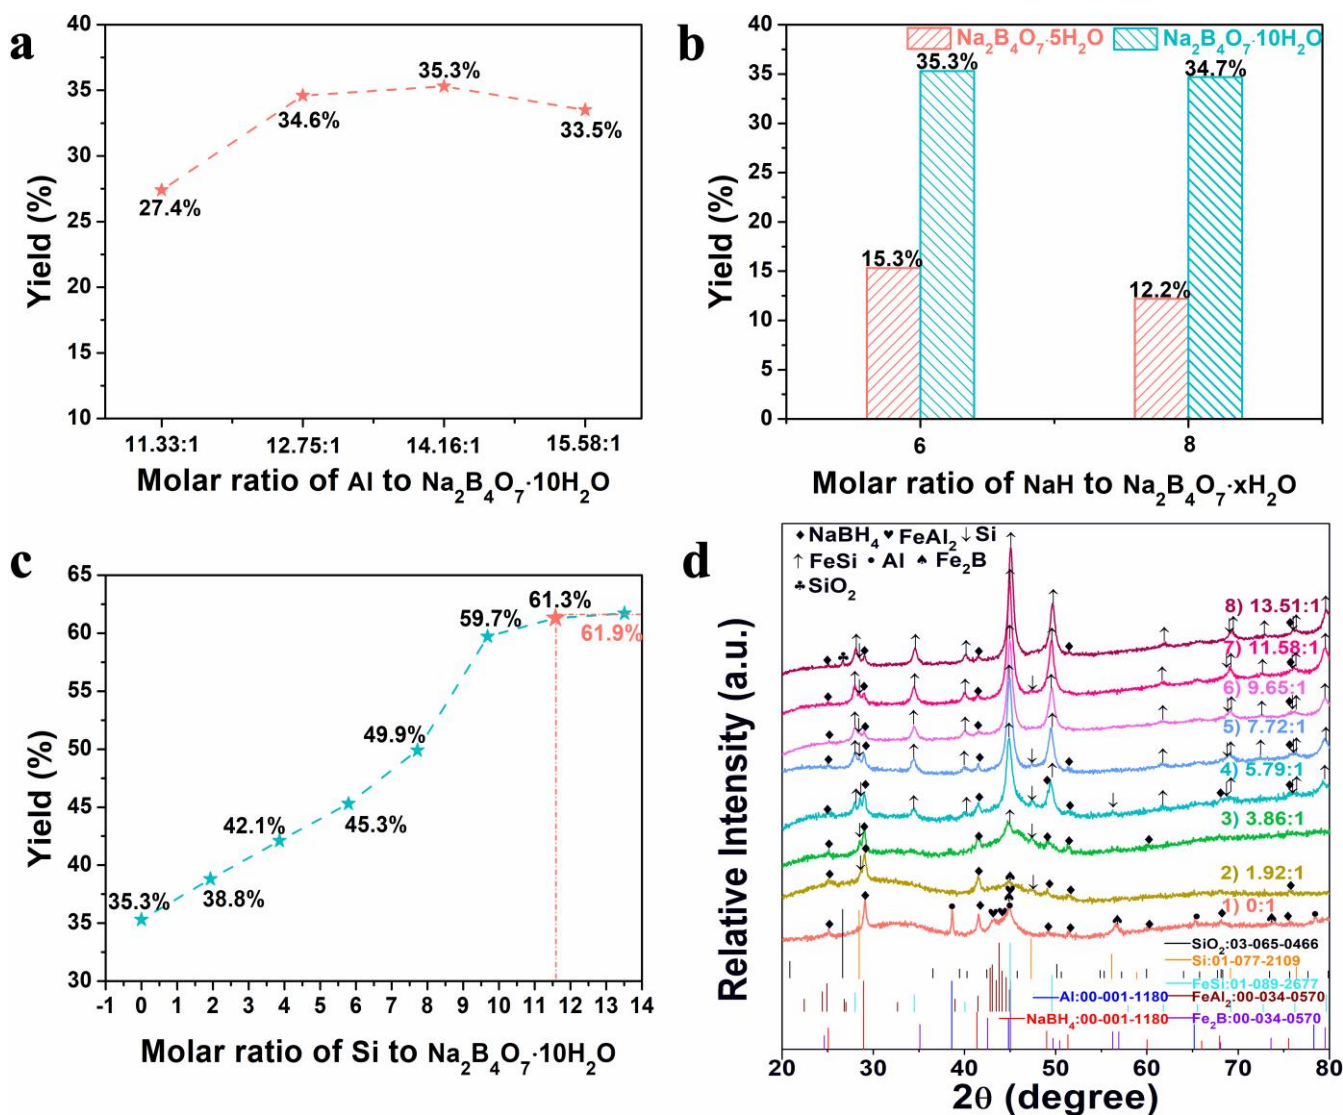 a
40
35
30
25
20
15
10
Yield (%)
27.4%
34.6%
35.3%
33.5%
11.33:1 12.75:1 14.16:1 15.58:1
Molar ratio of Al to Na₂B₄O₇·10H₂O
b
Na₂B₄O₇·5H₂O Na₂B₄O₇·10H₂O
40
35
30
25
20
15
10
5
0
Yield (%)
15.3%
35.3%
12.2%
34.7%
6 8
Molar ratio of NaH to Na₂B₄O₇·xH₂O
c
65
60
55
50
45
40
35
30
Yield (%)
35.3%
38.8%
42.1%
45.3%
49.9%
59.7%
61.3%
61.9%
-1 0 1 2 3 4 5 6 7 8 9 10 11 12 13 14
Molar ratio of Si to Na₂B₄O₇·10H₂O
d
♦NaBH₄ ♥ FeAl₂ ↓Si
↑FeSi •Al ♠ Fe₂B
♣SiO₂
8) 13.51:1
7) 11.58:1
6) 9.65:1
5) 7.72:1
4) 5.79:1
3) 3.86:1
2) 1.92:1
1) 0:1
SiO₂:03-065-0466
Si:01-077-2109
FeSi:01-089-2677
Al:00-001-1180 FeAl₂:00-034-0570
NaBH₄:00-001-1180 Fe₂B:00-034-0570
Relative Intensity (a.u.)
20 30 40 50 60 70 80
2θ (degree)